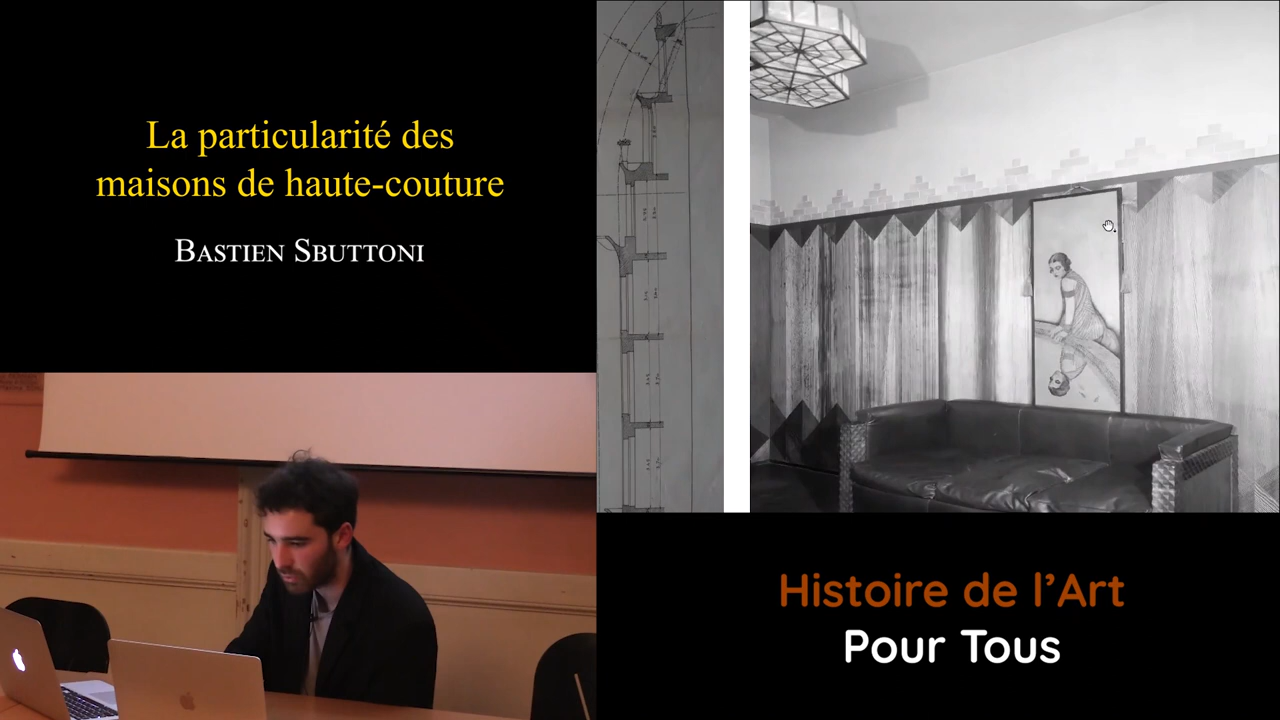 La particularité des
maisons de haute-couture
Bastien Sbuttoni
Histoire de l'Art
Pour Tous